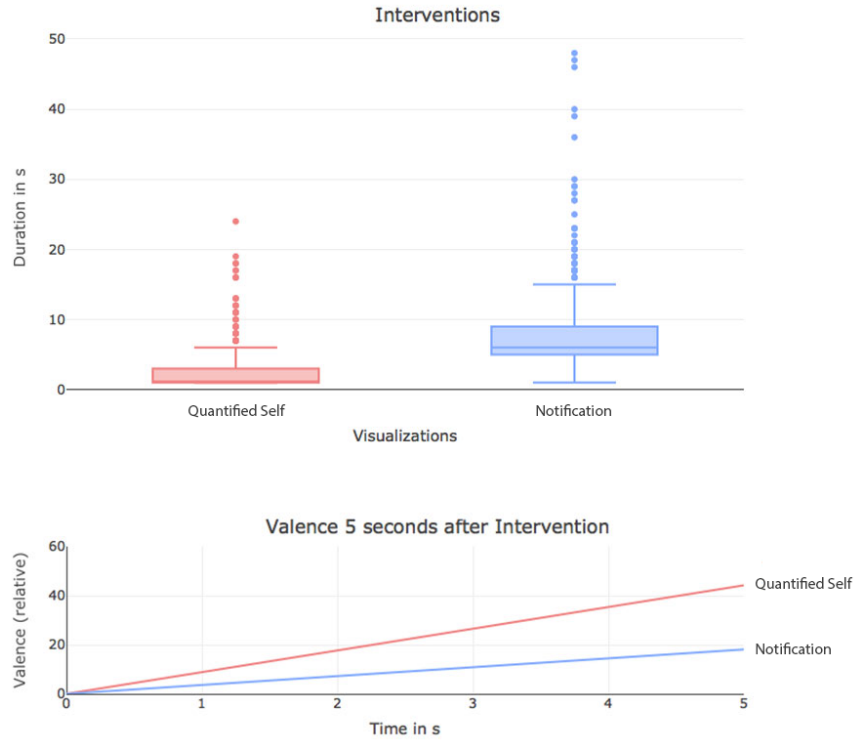 Interventions
50
40
30
20
10
0
Duration in s
Quantified Self
Notification
Visualizations
Valence 5 seconds after Intervention
60
40
20
0
Valence (relative)
Quantified Self
Notification
0 1 2 3 4 5
Time in s